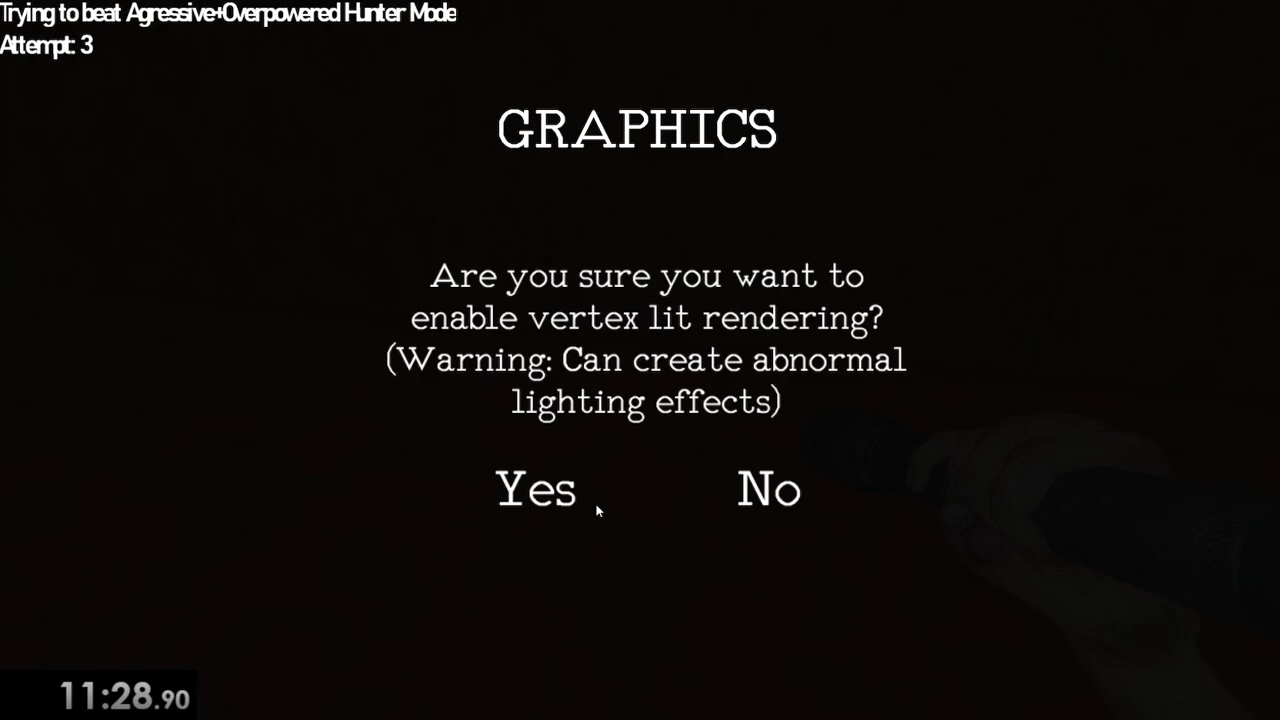 Trying to beat Agressive+Overpowered Hunter Mode
Attempt: 3
GRAPHICS
Are you sure you want to
enable vertex lit rendering?
(Warning: Can create abnormal
lighting effects)
Yes No
11:28.90